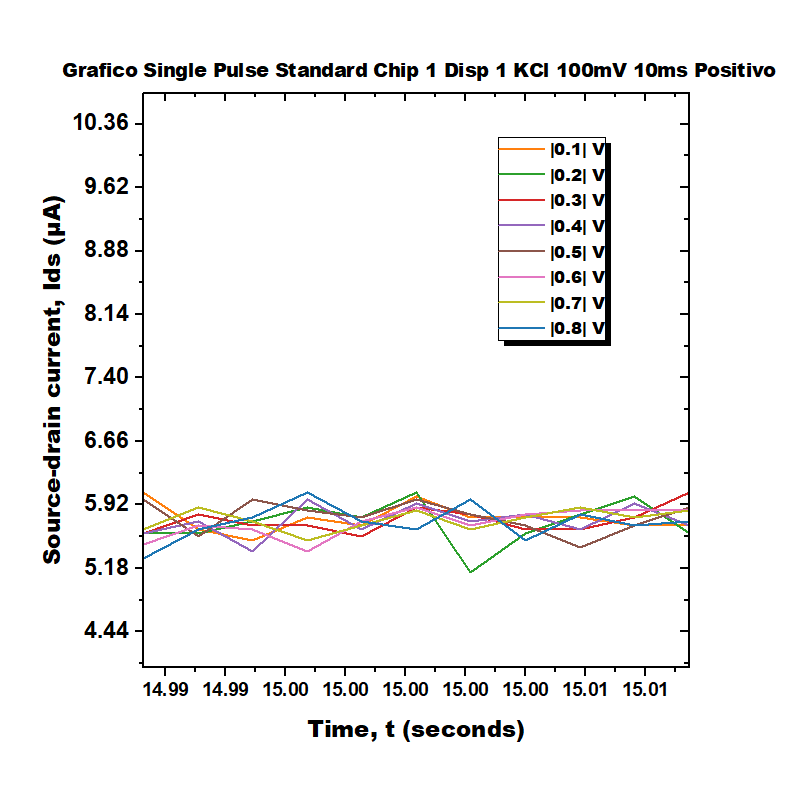 Grafico Single Pulse Standard Chip 1 Disp 1 KCl 100mV 10ms Positivo
10.36
9.62
8.88
8.14
7.40
6.66
5.92
5.18
4.44
Source-drain current, Ids (µA)
|0.1| V
|0.2| V
|0.3| V
|0.4| V
|0.5| V
|0.6| V
|0.7| V
|0.8| V
14.99 14.99 15.00 15.00 15.00 15.00 15.00 15.01 15.01
Time, t (seconds)